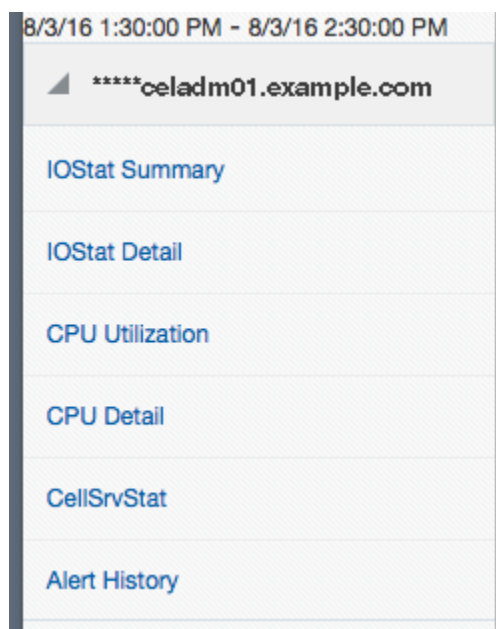 8/3/16 1:30:00 PM - 8/3/16 2:30:00 PM
*****celadm01.example.com
IOStat Summary
IOStat Detail
CPU Utilization
CPU Detail
CellSrvStat
Alert History